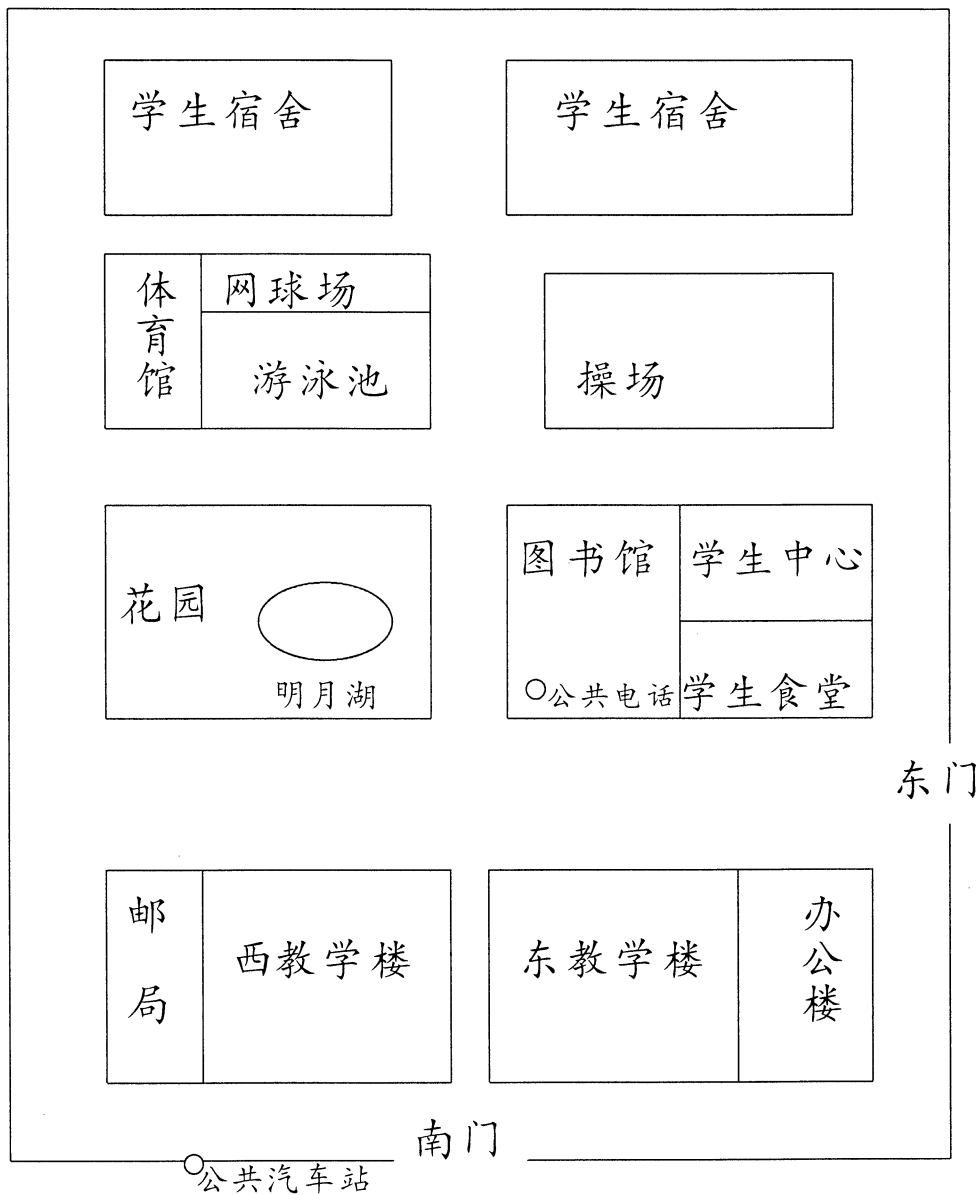 学生宿舍
学生宿舍
体育馆
网球场
游泳池
操场
花园
明月湖
图书馆
学生中心
公共电话
学生食堂
东门
邮局
西教学楼
东教学楼
办公楼
南门
公共汽车站